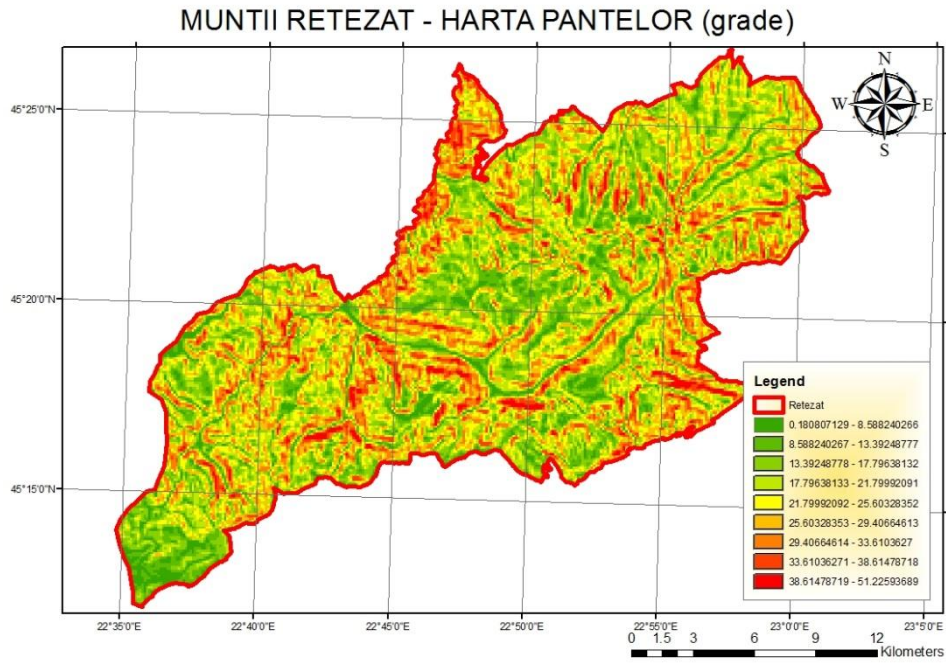 MUNTII RETEZAT - HARTA PANTELOR (grade)
N
W E
S
45°25'0"N
45°20'0"N
45°15'0"N
Legend
Retezat
0.180807129 - 8.588240266
8.588240267 - 13.39248777
13.39248778 - 17.79638132
17.79638133 - 21.79992091
21.79992092 - 25.60328352
25.60328353 - 29.40664613
29.40664614 - 33.6103627
33.61036271 - 38.61478718
38.61478719 - 51.22593689
22°35'0"E 22°40'0"E 22°45'0"E 22°50'0"E 22°55'0"E 23°0'0"E 23°5'0"E
0 1.5 3 6 9 12
Kilometers